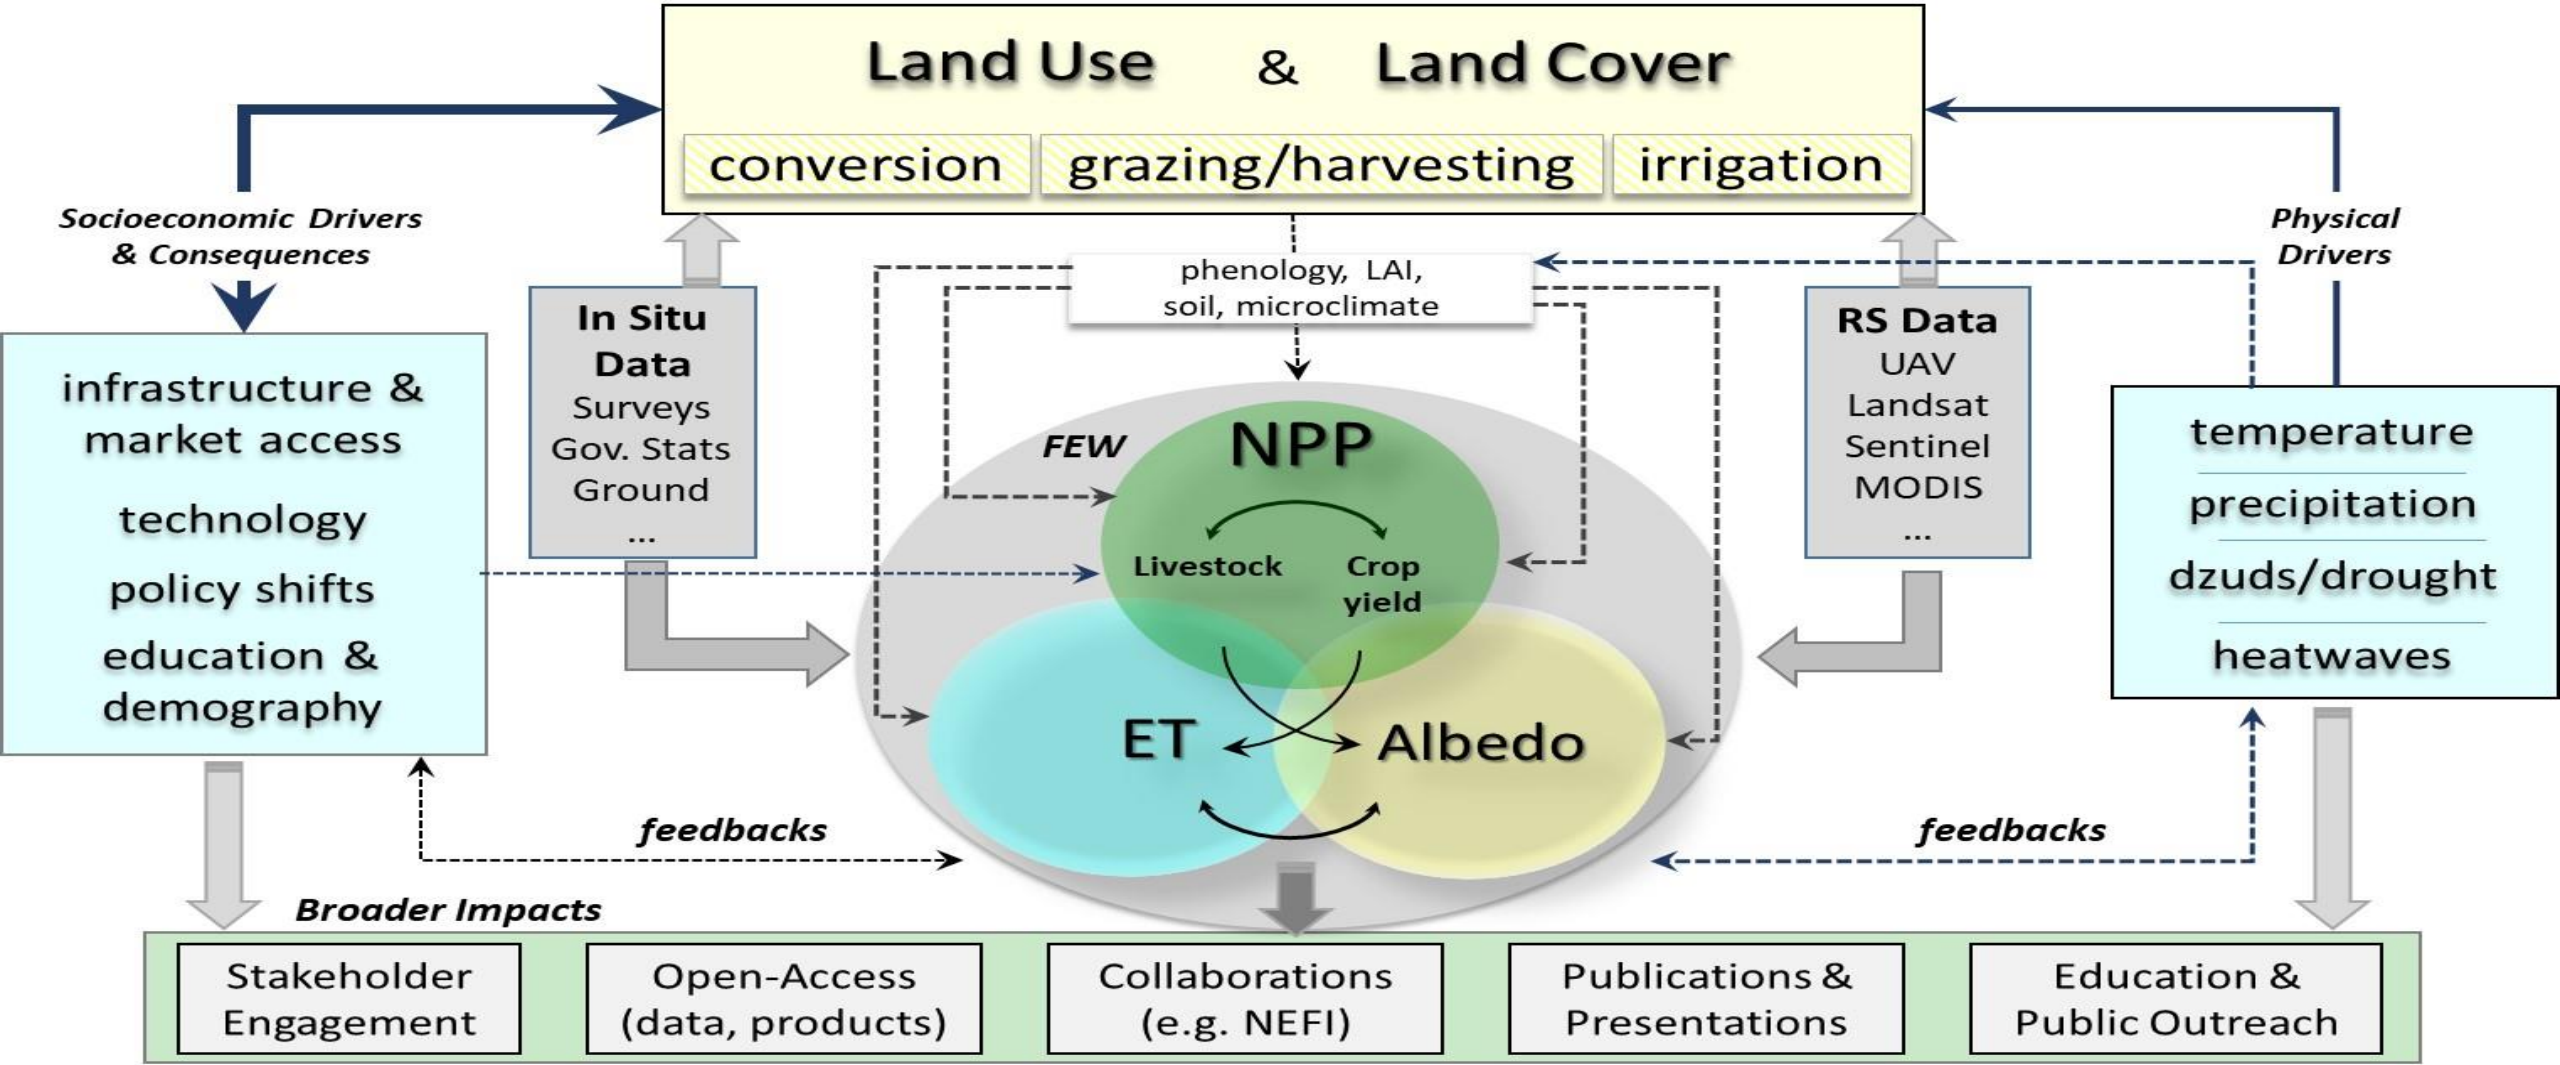 Land Use & Land Cover
conversion
grazing/harvesting
irrigation
Socioeconomic Drivers
& Consequences
Physical
Drivers
phenology, LAI,
soil, microclimate
In Situ
Data
Surveys
Gov. Stats
Ground
...
RS Data
UAV
Landsat
Sentinel
MODIS
...
infrastructure &
market access
technology
policy shifts
education &
demography
FEW
NPP
Livestock
Crop
yield
ET
Albedo
temperature
precipitation
dzuds/drought
heatwaves
feedbacks
feedbacks
Broader Impacts
Stakeholder
Engagement
Open-Access
(data, products)
Collaborations
(e.g. NEFI)
Publications &
Presentations
Education &
Public Outreach